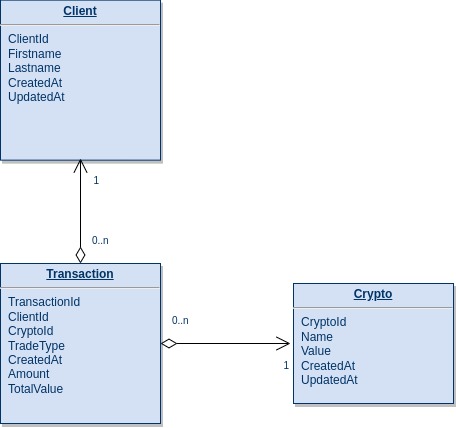 Client
ClientId
Firstname
Lastname
CreatedAt
UpdatedAt
1
0..n
Transaction
TransactionId
ClientId
CryptoId
TradeType
CreatedAt
Amount
TotalValue
0..n
1
Crypto
CryptoId
Name
Value
CreatedAt
UpdatedAt